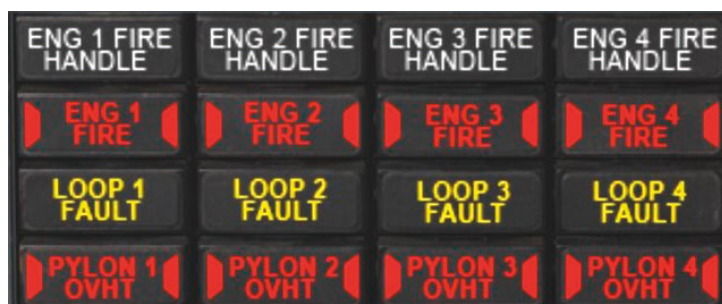 ENG 1 FIRE HANDLE
ENG 2 FIRE HANDLE
ENG 3 FIRE HANDLE
ENG 4 FIRE HANDLE
ENG 1 FIRE
ENG 2 FIRE
ENG 3 FIRE
ENG 4 FIRE
LOOP 1 FAULT
LOOP 2 FAULT
LOOP 3 FAULT
LOOP 4 FAULT
PYLON 1 OVHT
PYLON 2 OVHT
PYLON 3 OVHT
PYLON 4 OVHT